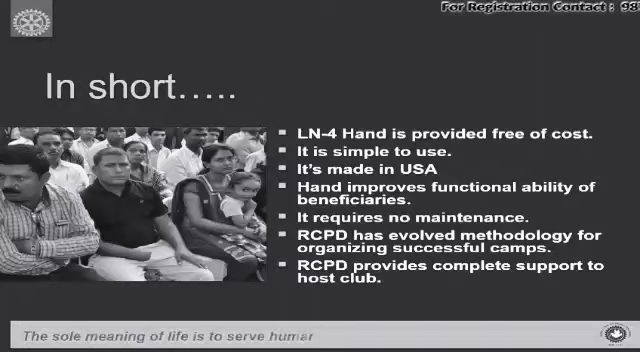 For Registration Contact : 98
In short.....
LN-4 Hand is provided free of cost.
It is simple to use.
It's made in USA
Hand improves functional ability of
beneficiaries.
It requires no maintenance.
RCPD has evolved methodology for
organizing successful camps.
RCPD provides complete support to
host club.
The sole meaning of life is to serve humar